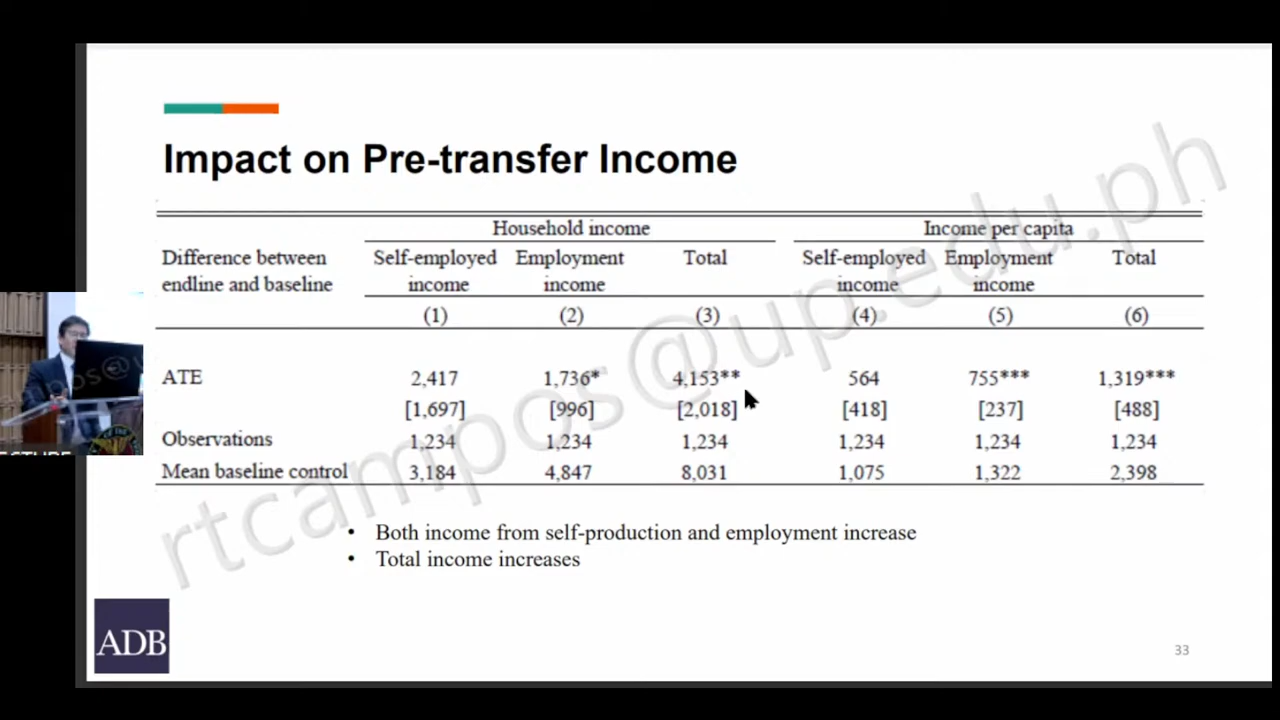 Impact on Pre-transfer Income
Household income Income per capita
Difference between Self-employed Employment Total Self-employed Employment Total
endline and baseline income income income income
(1) (2) (3) (4) (5) (6)
ATE 2,417 1,736* 4,153** 564 755*** 1,319***
[1,697] [996] [2,018] [418] [237] [488]
Observations 1,234 1,234 1,234 1,234 1,234 1,234
Mean baseline control 3,184 4,847 8,031 1,075 1,322 2,398
• Both income from self-production and employment increase
• Total income increases
ADB
33
rtcampos@up.edu.ph